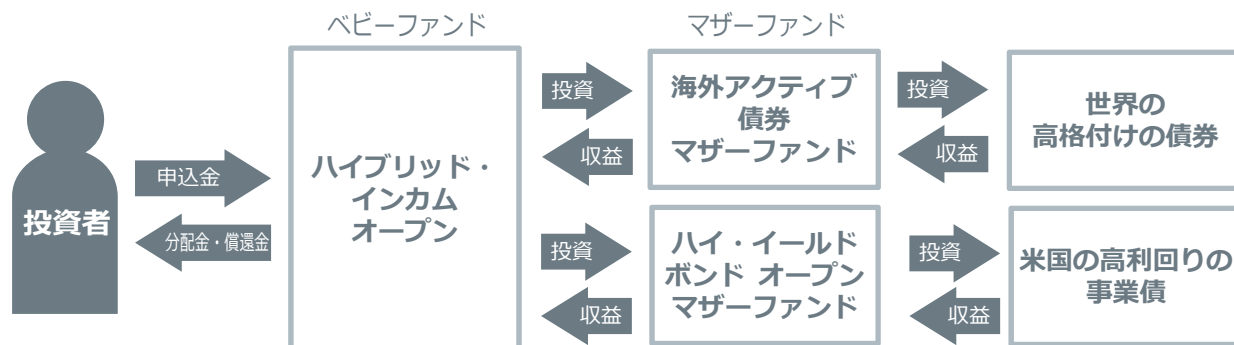 ベビーファンド
マザーファンド
投資者
申込金
分配金・償還金
ハイブリッド・
インカム
オープン
投資
収益
海外アクティブ
債券
マザーファンド
投資
収益
世界の
高格付けの債券
投資
収益
ハイ・イールド
ボンド オープン
マザーファンド
投資
収益
米国の高利回りの
事業債